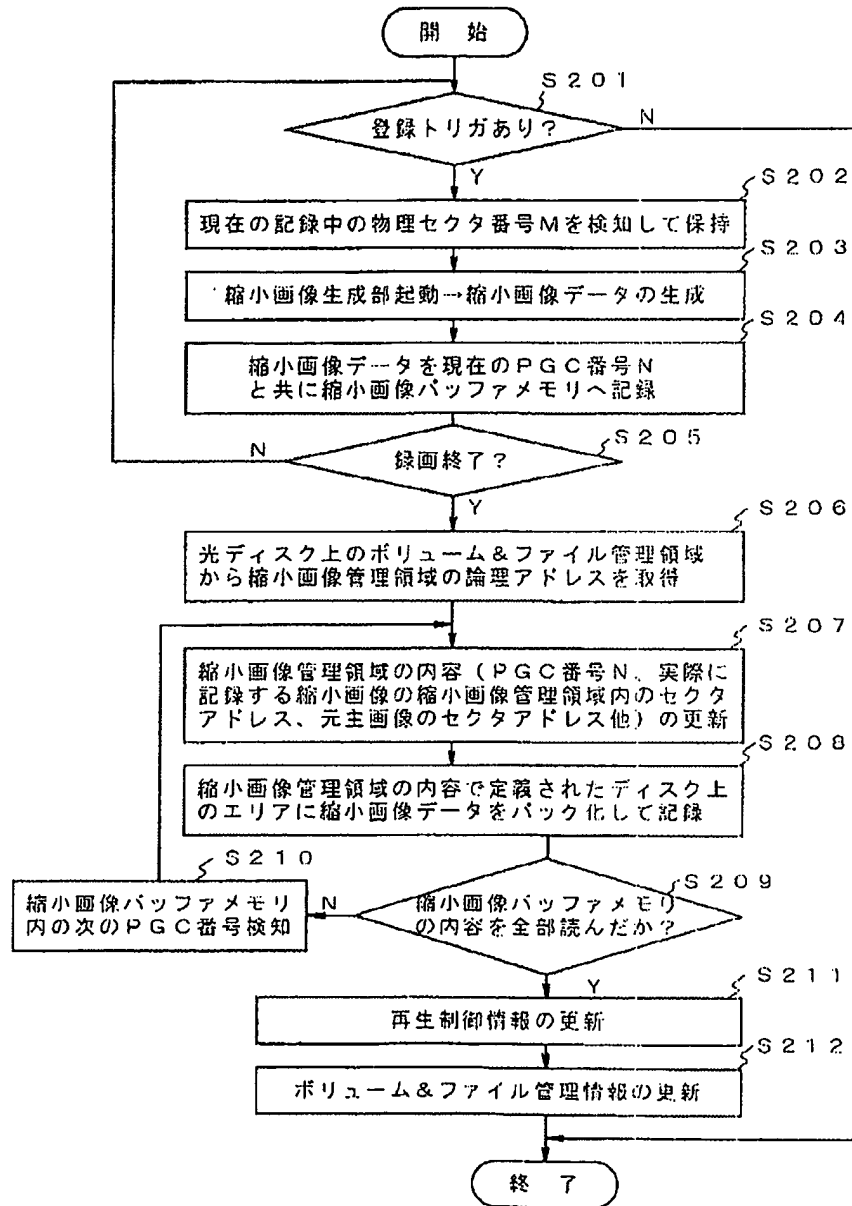 開 始
S201
登録トリガあり?
N
Y
S202
現在の記録中の物理セクタ番号Mを検知して保持
S203
縮小画像生成部起動→縮小画像データの生成
S204
縮小画像データを現在のPGC番号N
と共に縮小画像バッファメモリへ記録
S205
録画終了?
N
Y
S206
光ディスク上のボリューム&ファイル管理領域
から縮小画像管理領域の論理アドレスを取得
S207
縮小画像管理領域の内容(PGC番号N、実際に
記録する縮小画像の縮小画像管理領域内のセクタ
アドレス、元主画像のセクタアドレス他)の更新
S208
縮小画像管理領域の内容で定義されたディスク上
のエリアに縮小画像データをパック化して記録
S210
縮小画像バッファメモリ
内の次のPGC番号検知
N
S209
縮小画像バッファメモリ
の内容を全部読んだか?
Y
S211
再生制御情報の更新
S212
ボリューム&ファイル管理情報の更新
終 了